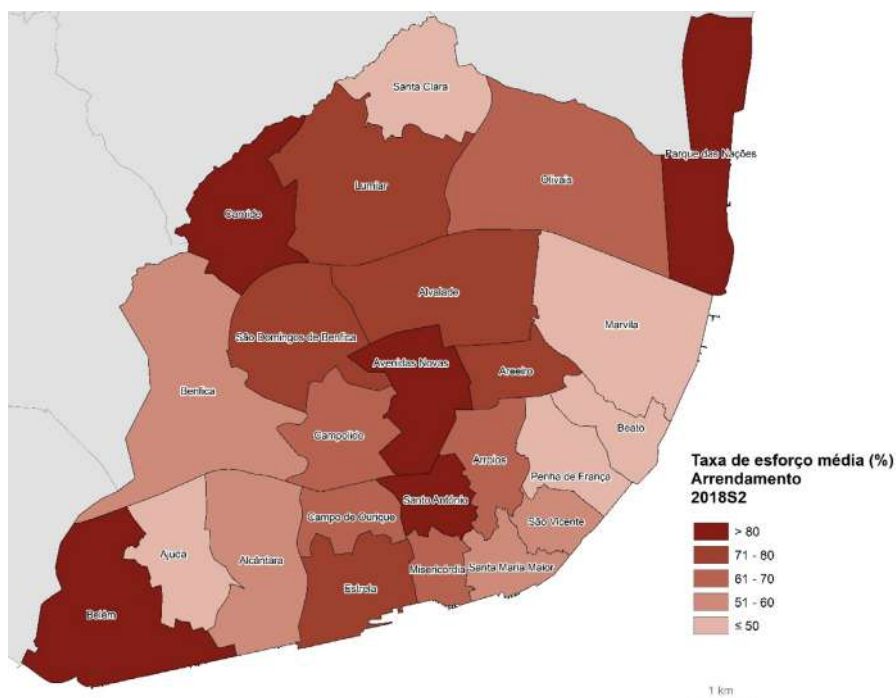 Santa Clara
Parque das Nações
Lumiar
Olivais
Carnide
Alvalade
Marvila
São Domingos de Benfica
Avenidas Novas
Areeiro
Benfica
Campolide
Beato
Arroios
Penha de França
Santo António
Campo de Ourique
São Vicente
Ajuda
Alcântara
Misericórdia
Santa Maria Maior
Estrela
Belém
Taxa de esforço média (%)
Arrendamento
2018S2
> 80
71 - 80
61 - 70
51 - 60
≤ 50
1 km